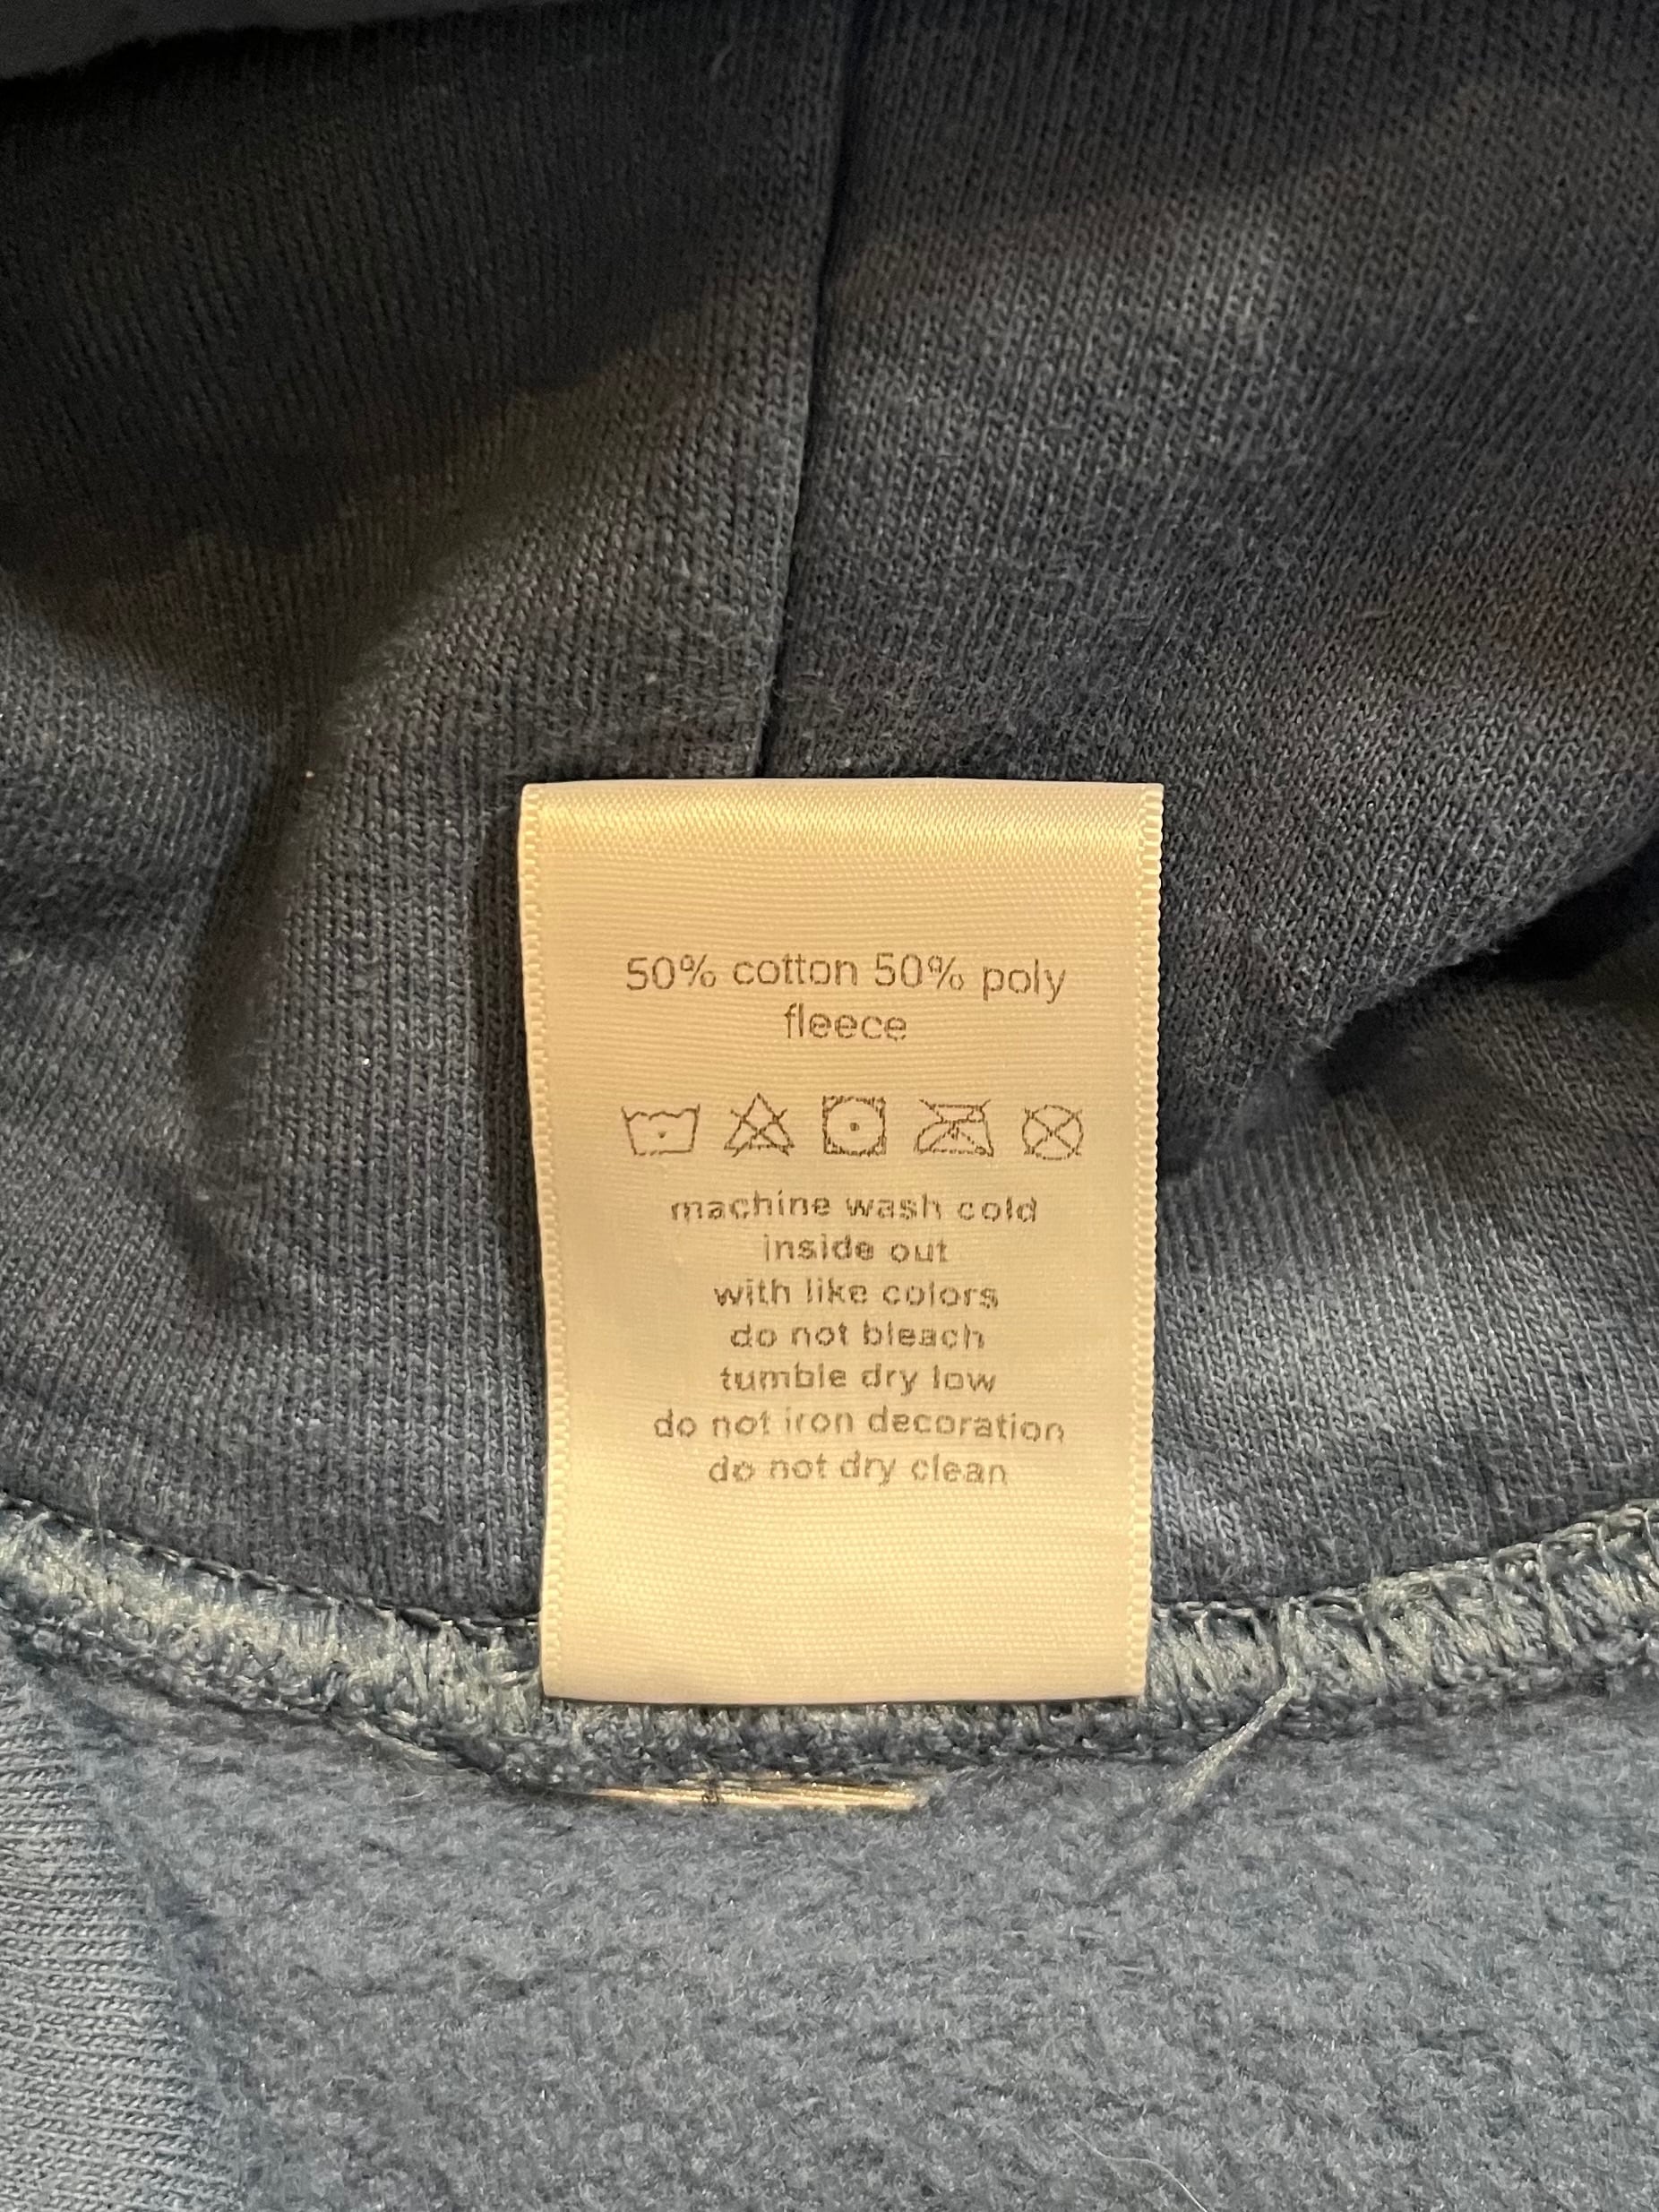 50% cotton 50% poly
fleece
machine wash cold
inside out
with like colors
do not bleach
tumble dry low
do not iron decoration
do not dry clean